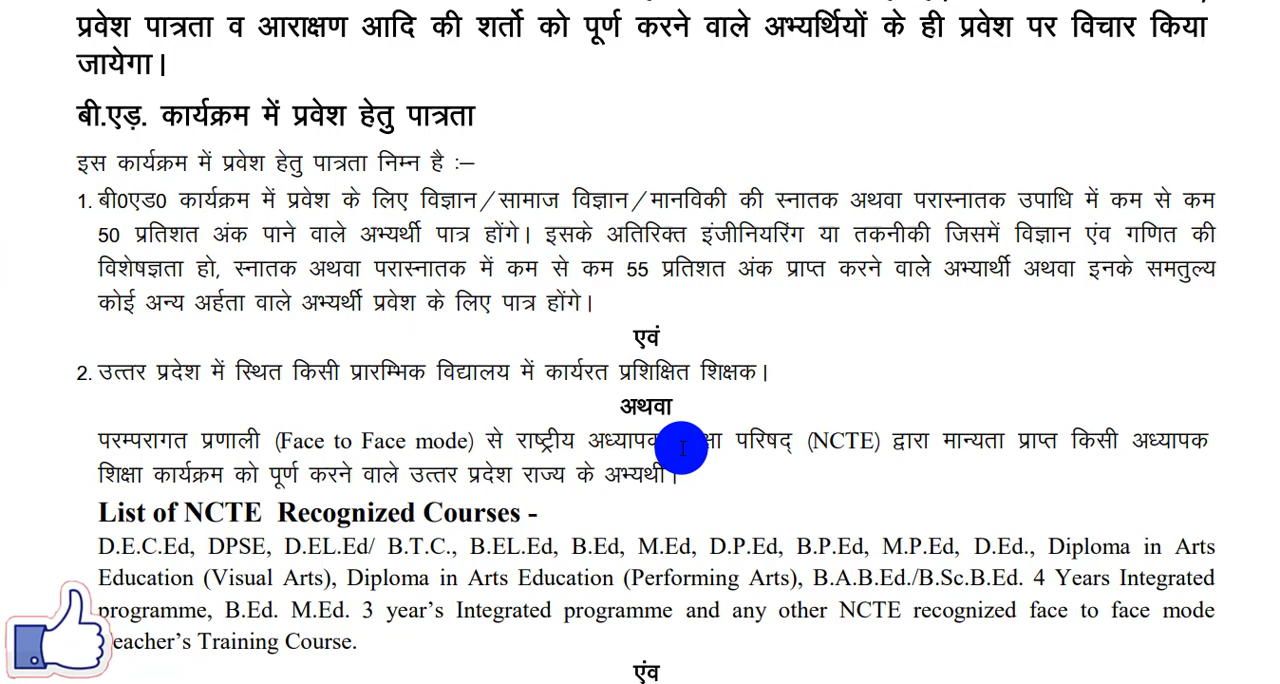 प्रवेश पात्रता व आराक्षण आदि की शर्तो को पूर्ण करने वाले अभ्यर्थियों के ही प्रवेश पर विचार किया
जायेगा।
बी.एड़. कार्यक्रम में प्रवेश हेतु पात्रता
इस कार्यक्रम में प्रवेश हेतु पात्रता निम्न है :–
1. बी0एड0 कार्यक्रम में प्रवेश के लिए विज्ञान/सामाज विज्ञान/मानविकी की स्नातक अथवा परास्नातक उपाधि में कम से कम
50 प्रतिशत अंक पाने वाले अभ्यर्थी पात्र होंगे। इसके अतिरिक्त इंजीनियरिंग या तकनीकी जिसमें विज्ञान एंव गणित की
विशेषज्ञता हो, स्नातक अथवा परास्नातक में कम से कम 55 प्रतिशत अंक प्राप्त करने वाले अभ्यार्थी अथवा इनके समतुल्य
कोई अन्य अर्हता वाले अभ्यर्थी प्रवेश के लिए पात्र होंगे।
एवं
2. उत्तर प्रदेश में स्थित किसी प्रारम्भिक विद्यालय में कार्यरत प्रशिक्षित शिक्षक।
अथवा
परम्परागत प्रणाली (Face to Face mode) से राष्ट्रीय परिषद् (NCTE) द्वारा मान्यता प्राप्त किसी अध्यापक
शिक्षा कार्यक्रम को पूर्ण करने वाले उत्तर प्रदेश राज्य के अभ्यर्थी।
List of NCTE Recognized Courses -
D.E.C.Ed, DPSE, D.EL.Ed/ B.T.C., B.EL.Ed, B.Ed, M.Ed, D.P.Ed, B.P.Ed, M.P.Ed, D.Ed., Diploma in Arts
Education (Visual Arts), Diploma in Arts Education (Performing Arts), B.A.B.Ed./B.Sc.B.Ed. 4 Years Integrated
programme, B.Ed. M.Ed. 3 year's Integrated programme and any other NCTE recognized face to face mode
Teacher's Training Course.
एंव